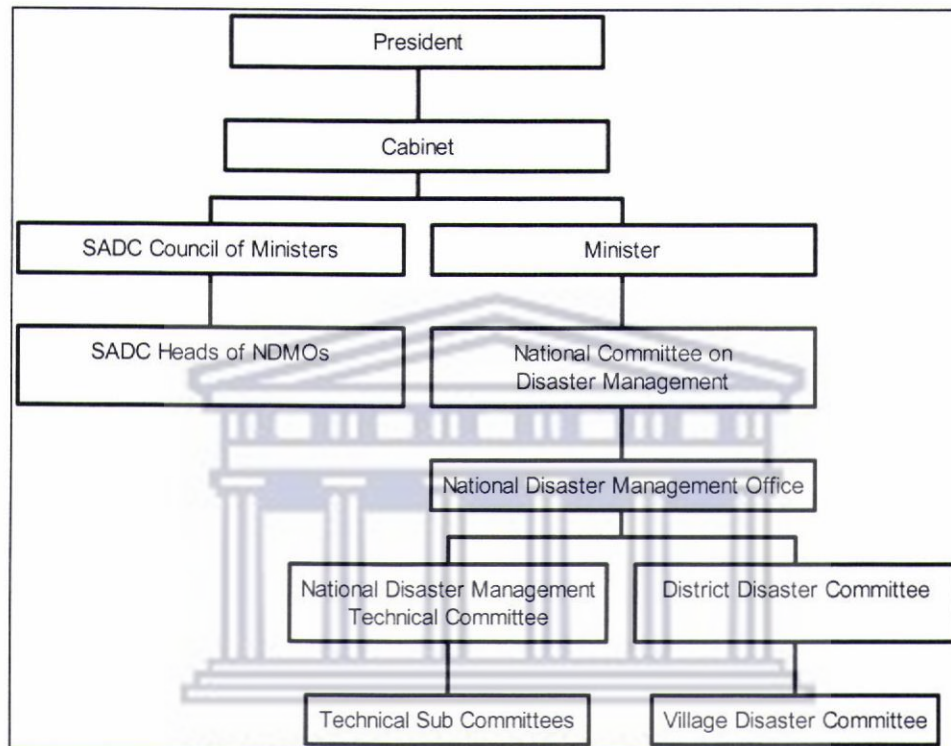 President
Cabinet
SADC Council of Ministers
Minister
SADC Heads of NDMOs
National Committee on
Disaster Management
National Disaster Management Office
National Disaster Management
Technical Committee
District Disaster Committee
Technical Sub Committees
Village Disaster Committee